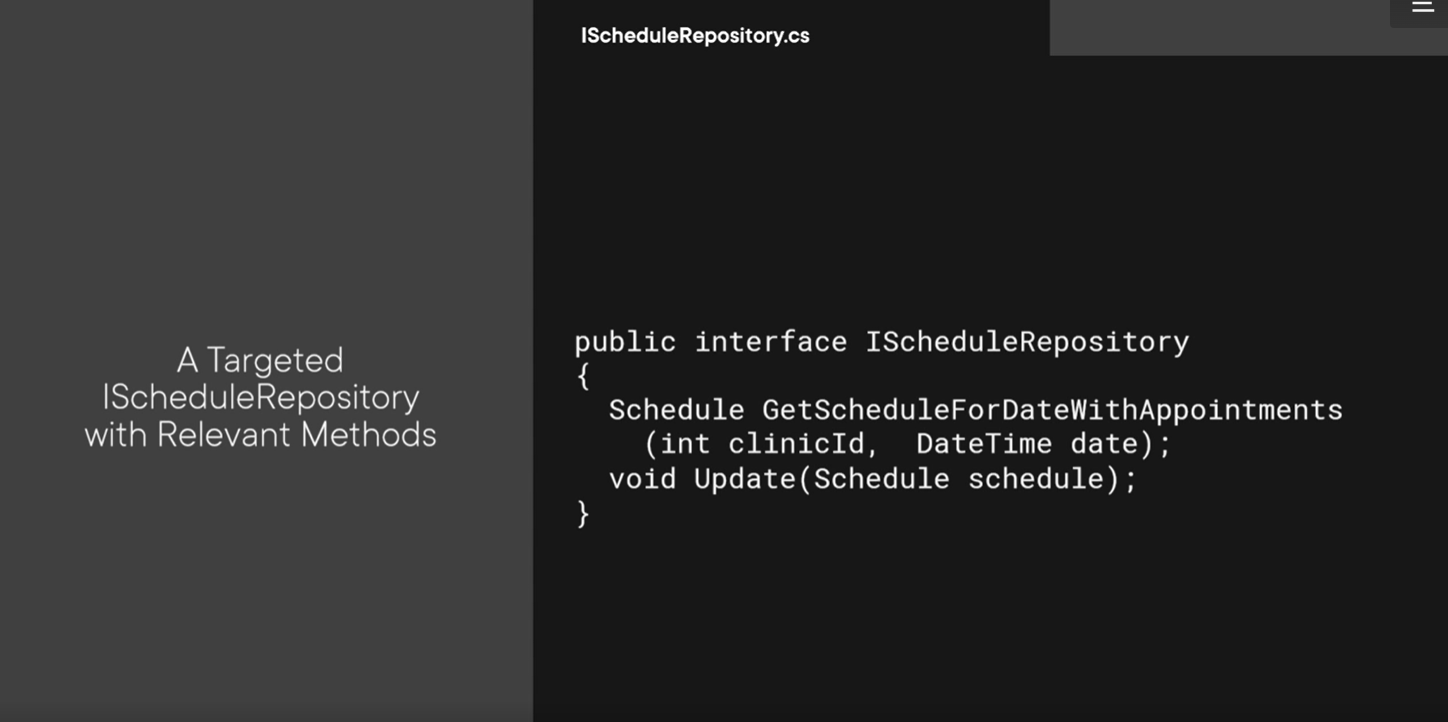 IScheduleRepository.cs
A Targeted
IScheduleRepository
with Relevant Methods
public interface IScheduleRepository
{
  Schedule GetScheduleForDateWithAppointments
    (int clinicId,  DateTime date);
  void Update(Schedule schedule);
}